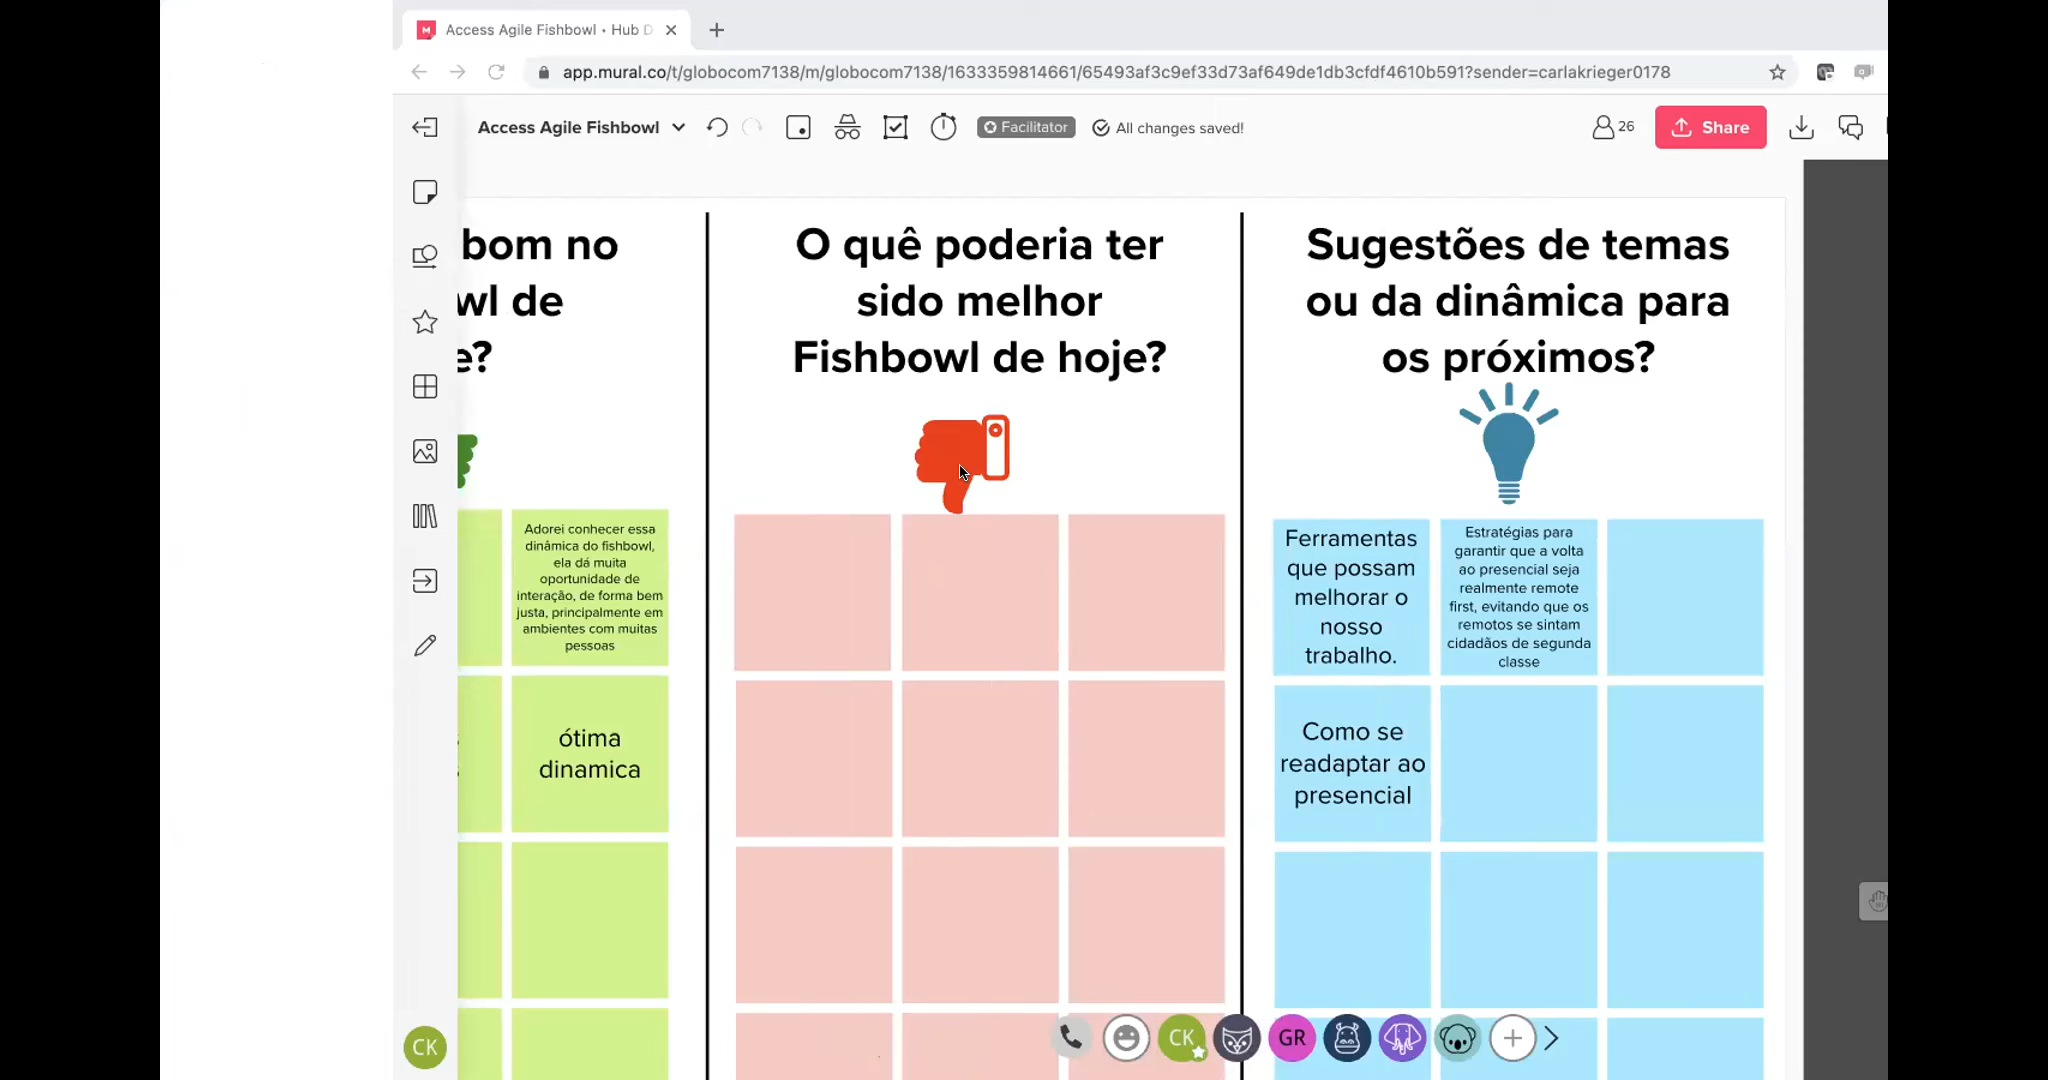 Access Agile Fishbowl • Hub D
app.mural.co/t/globocom7138/m/globocom7138/1633359814661/65493af3c9ef33d73af649de1db3cfdf4610b591?sender=carlakrieger0178
Access Agile Fishbowl
Facilitator
All changes saved!
26
Share
bom no
wl de
e?
O quê poderia ter
sido melhor
Fishbowl de hoje?
Sugestões de temas
ou da dinâmica para
os próximos?
Adorei conhecer essa
dinâmica do fishbowl,
ela dá muita
oportunidade de
interação, de forma bem
justa, principalmente em
ambientes com muitas
pessoas
ótima
dinamica
Ferramentas
que possam
melhorar o
nosso
trabalho.
Estratégias para
garantir que a volta
ao presencial seja
realmente remote
first, evitando que os
remotos se sintam
cidadãos de segunda
classe
Como se
readaptar ao
presencial
CK
CK
GR